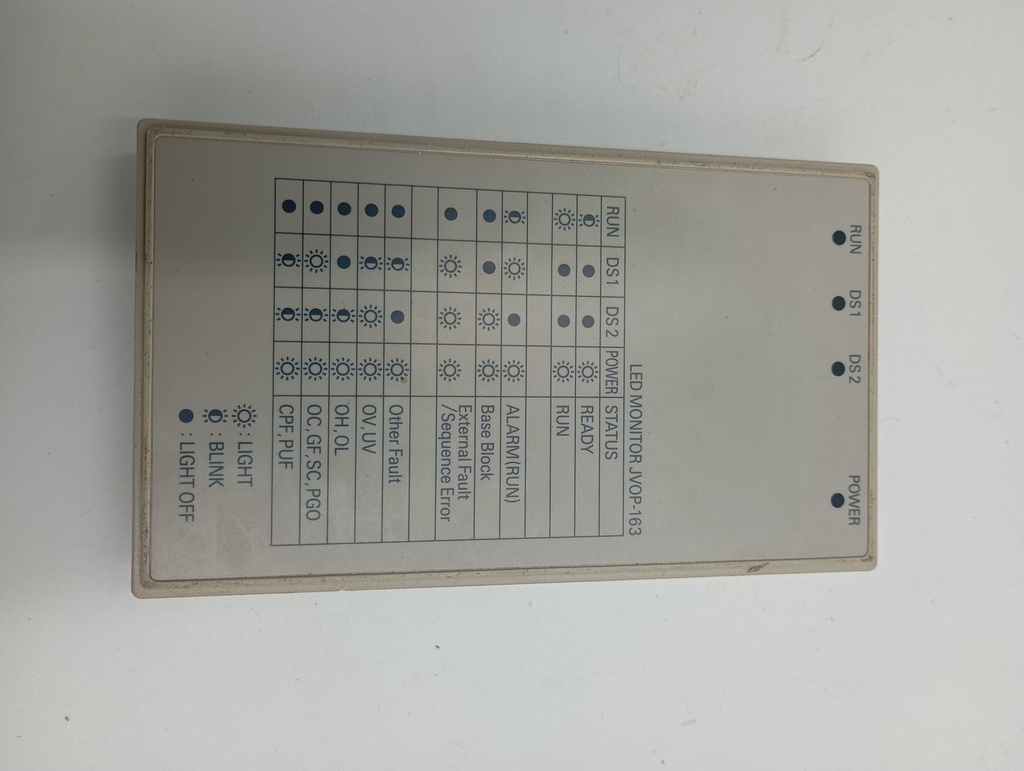 RUN DS1 DS2 POWER
LED MONITOR JVOP-163
RUN DS1 DS2 POWER STATUS
READY
RUN
ALARM(RUN)
Base Block
External Fault
/Sequence Error
Other Fault
OV, UV
OH, OL
OC, GF, SC, PGO
CPF, PUF
: LIGHT
: BLINK
: LIGHT OFF